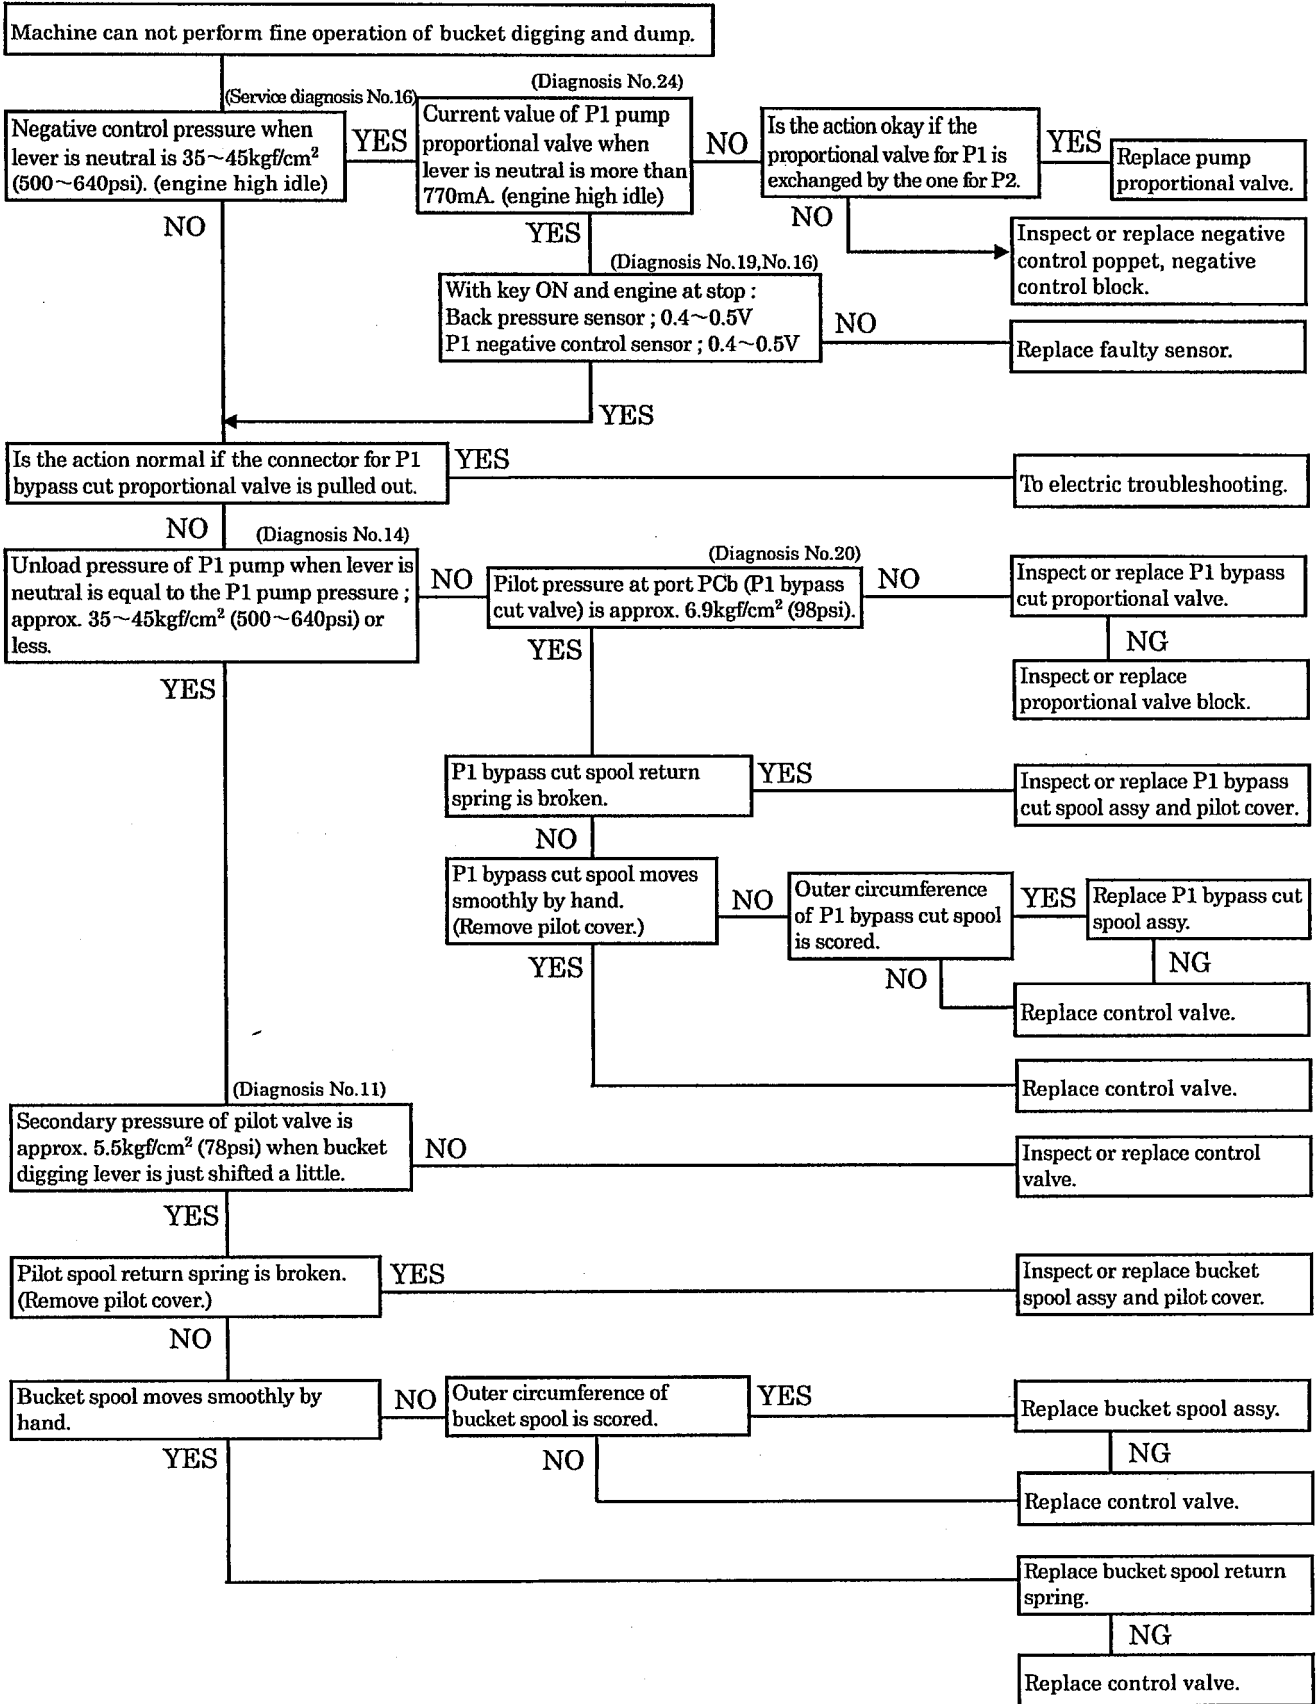 Machine can not perform fine operation of bucket digging and dump.
(Service diagnosis No.16)
Negative control pressure when
lever is neutral is 35~45kgf/cm²
(500~640psi). (engine high idle)
YES
NO
(Diagnosis No.24)
Current value of P1 pump
proportional valve when
lever is neutral is more than
770mA. (engine high idle)
NO
YES
Is the action okay if the
proportional valve for P1 is
exchanged by the one for P2.
YES
NO
Replace pump
proportional valve.
Inspect or replace negative
control poppet, negative
control block.
(Diagnosis No.19,No.16)
With key ON and engine at stop :
Back pressure sensor ; 0.4~0.5V
P1 negative control sensor ; 0.4~0.5V
NO
Replace faulty sensor.
YES
Is the action normal if the connector for P1
bypass cut proportional valve is pulled out.
YES
To electric troubleshooting.
NO
(Diagnosis No.14)
Unload pressure of P1 pump when lever is
neutral is equal to the P1 pump pressure ;
approx. 35~45kgf/cm² (500~640psi) or
less.
NO
YES
(Diagnosis No.20)
Pilot pressure at port PCb (P1 bypass
cut valve) is approx. 6.9kgf/cm² (98psi).
NO
Inspect or replace P1 bypass
cut proportional valve.
NG
Inspect or replace
proportional valve block.
YES
P1 bypass cut spool return
spring is broken.
YES
Inspect or replace P1 bypass
cut spool assy and pilot cover.
NO
P1 bypass cut spool moves
smoothly by hand.
(Remove pilot cover.)
NO
Outer circumference
of P1 bypass cut spool
is scored.
YES
Replace P1 bypass cut
spool assy.
NG
NO
Replace control valve.
YES
Replace control valve.
(Diagnosis No.11)
Secondary pressure of pilot valve is
approx. 5.5kgf/cm² (78psi) when bucket
digging lever is just shifted a little.
NO
Inspect or replace control
valve.
YES
Pilot spool return spring is broken.
(Remove pilot cover.)
YES
Inspect or replace bucket
spool assy and pilot cover.
NO
Bucket spool moves smoothly by
hand.
NO
Outer circumference of
bucket spool is scored.
YES
Replace bucket spool assy.
NG
NO
Replace control valve.
YES
Replace bucket spool return
spring.
NG
Replace control valve.